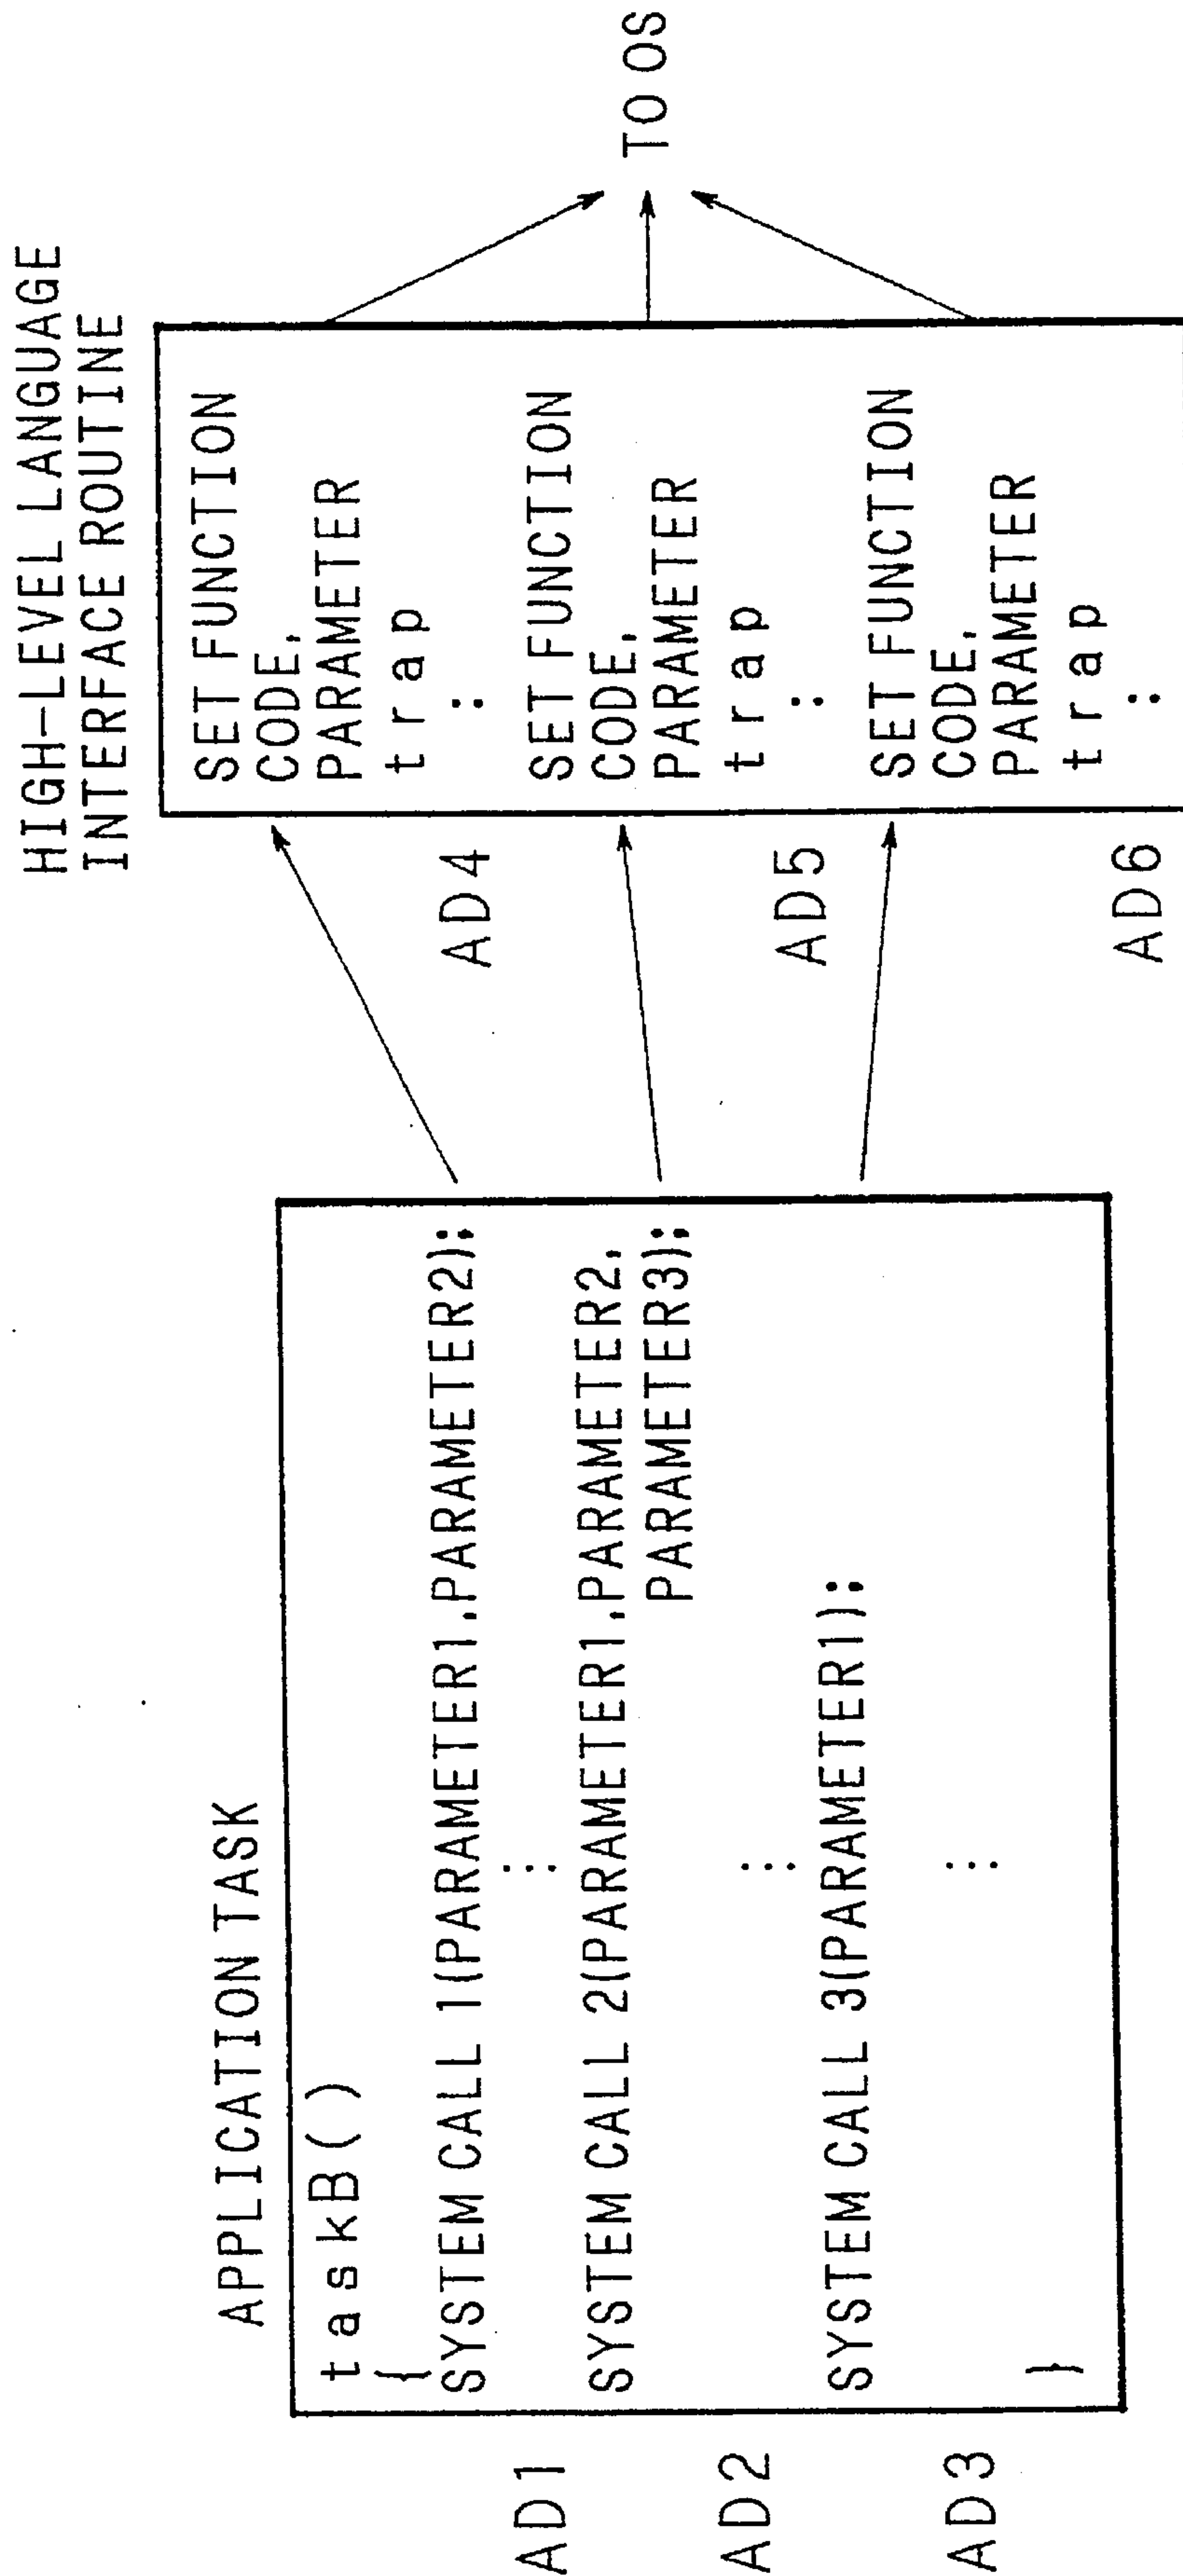 APPLICATION TASK
taskB()
{
SYSTEM CALL 1(PARAMETER1,PARAMETER2);
⋮
AD1
SYSTEM CALL 2(PARAMETER1,PARAMETER2,
PARAMETER3);
⋮
AD2
SYSTEM CALL 3(PARAMETER1);
⋮
AD3
}
HIGH-LEVEL LANGUAGE
INTERFACE ROUTINE
SET FUNCTION
CODE,
PARAMETER
trap
:
AD4
SET FUNCTION
CODE,
PARAMETER
trap
:
AD5
SET FUNCTION
CODE,
PARAMETER
trap
:
AD6
TO OS